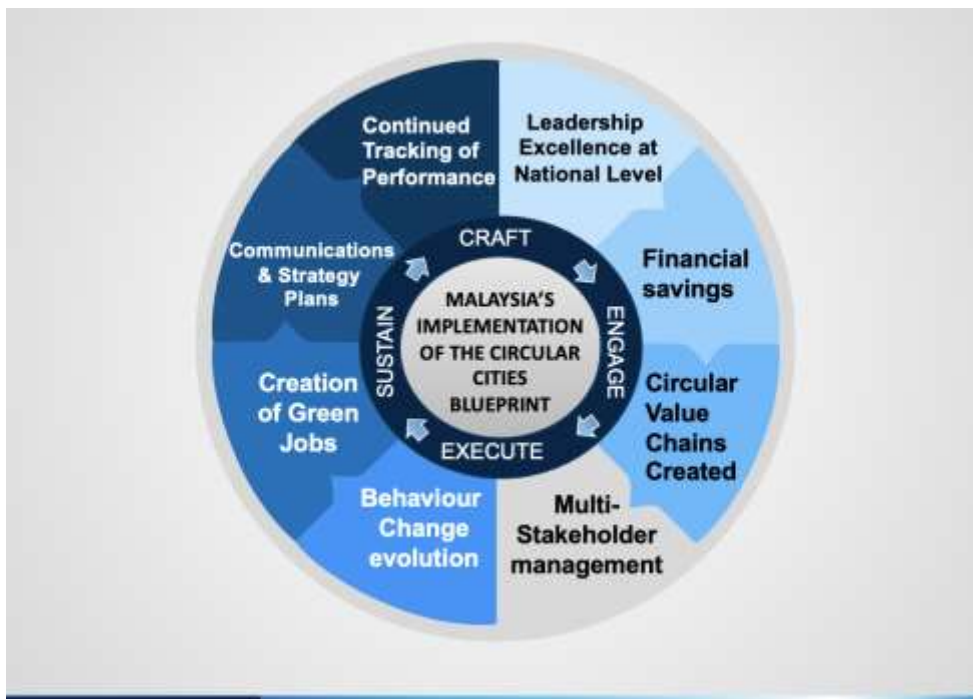 Continued
Tracking of
Performance
Leadership
Excellence at
National Level
Financial
savings
Circular
Value
Chains
Created
Multi-
Stakeholder
management
Behaviour
Change
evolution
Creation
of Green
Jobs
Communications
& Strategy
Plans
CRAFT
ENGAGE
EXECUTE
SUSTAIN
MALAYSIA'S
IMPLEMENTATION
OF THE CIRCULAR
CITIES
BLUEPRINT